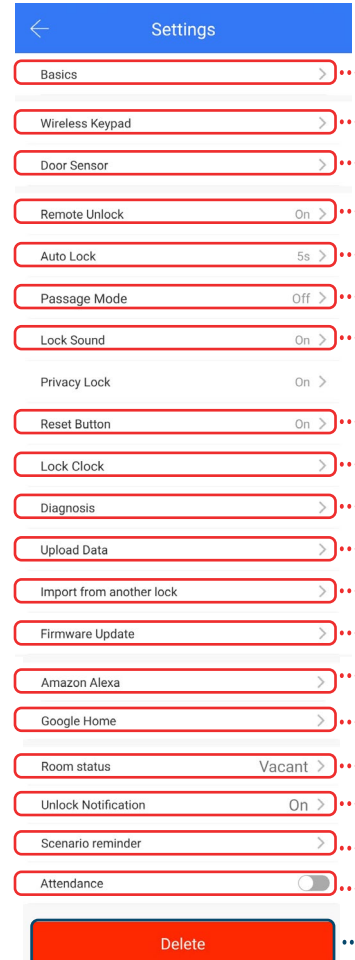 Settings
Basics
Wireless Keypad
Door Sensor
Remote Unlock On
Auto Lock 5s
Passage Mode Off
Lock Sound On
Privacy Lock On
Reset Button On
Lock Clock
Diagnosis
Upload Data
Import from another lock
Firmware Update
Amazon Alexa
Google Home
Room status Vacant
Unlock Notification On
Scenario reminder
Attendance
Delete